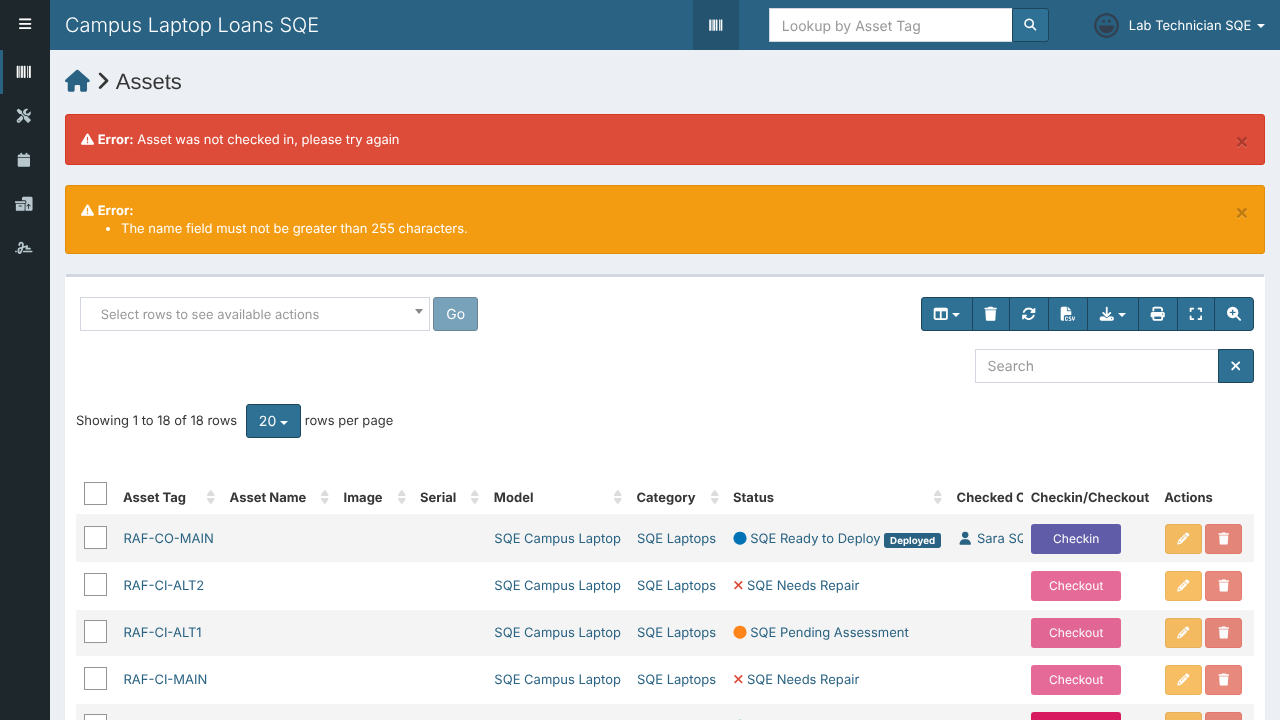 Campus Laptop Loans SQE
Lookup by Asset Tag
Lab Technician SQE
Assets
Error: Asset was not checked in, please try again
×
Error:
• The name field must not be greater than 255 characters.
×
Select rows to see available actions
Go
CSV
Search
Showing 1 to 18 of 18 rows 20 rows per page
Asset Tag Asset Name Image Serial Model Category Status Checked O Checkin/Checkout Actions
RAF-CO-MAIN SQE Campus Laptop SQE Laptops SQE Ready to Deploy Deployed Sara SQ Checkin
RAF-CI-ALT2 SQE Campus Laptop SQE Laptops SQE Needs Repair Checkout
RAF-CI-ALT1 SQE Campus Laptop SQE Laptops SQE Pending Assessment Checkout
RAF-CI-MAIN SQE Campus Laptop SQE Laptops SQE Needs Repair Checkout